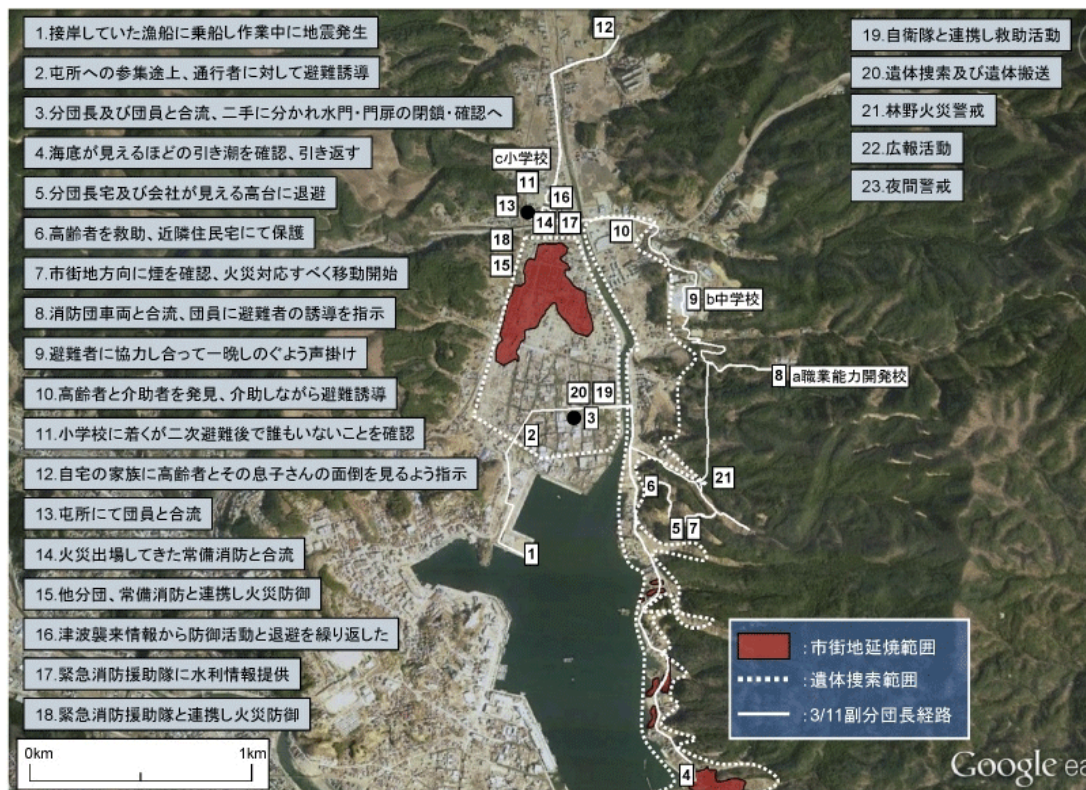 1.接岸していた漁船に乗船し作業中に地震発生
2.屯所への参集途上、通行者に対して避難誘導
3.分団長及び団員と合流、二手に分かれ水門・門扉の閉鎖・確認へ
4.海底が見えるほどの引き潮を確認、引き返す
5.分団長宅及び会社が見える高台に退避
6.高齢者を救助、近隣住民宅にて保護
7.市街地方向に煙を確認、火災対応すべく移動開始
8.消防団車両と合流、団員に避難者の誘導を指示
9.避難者に協力し合って一晩しのぐよう声掛け
10.高齢者と介助者を発見、介助しながら避難誘導
11.小学校に着くが二次避難後で誰もいないことを確認
12.自宅の家族に高齢者とその息子さんの面倒を見るよう指示
13.屯所にて団員と合流
14.火災出場してきた常備消防と合流
15.他分団、常備消防と連携し火災防御
16.津波襲来情報から防御活動と退避を繰り返した
17.緊急消防援助隊に水利情報提供
18.緊急消防援助隊と連携し火災防御
19.自衛隊と連携し救助活動
20.遺体捜索及び遺体搬送
21.林野火災警戒
22.広報活動
23.夜間警戒
12
c小学校
11
13
16
14
17
18
15
10
9
b中学校
8
a職業能力開発校
20
19
3
2
6
21
5
7
1
4
:市街地延焼範囲
:遺体捜索範囲
:3/11副分団長経路
0km
1km
Google ea